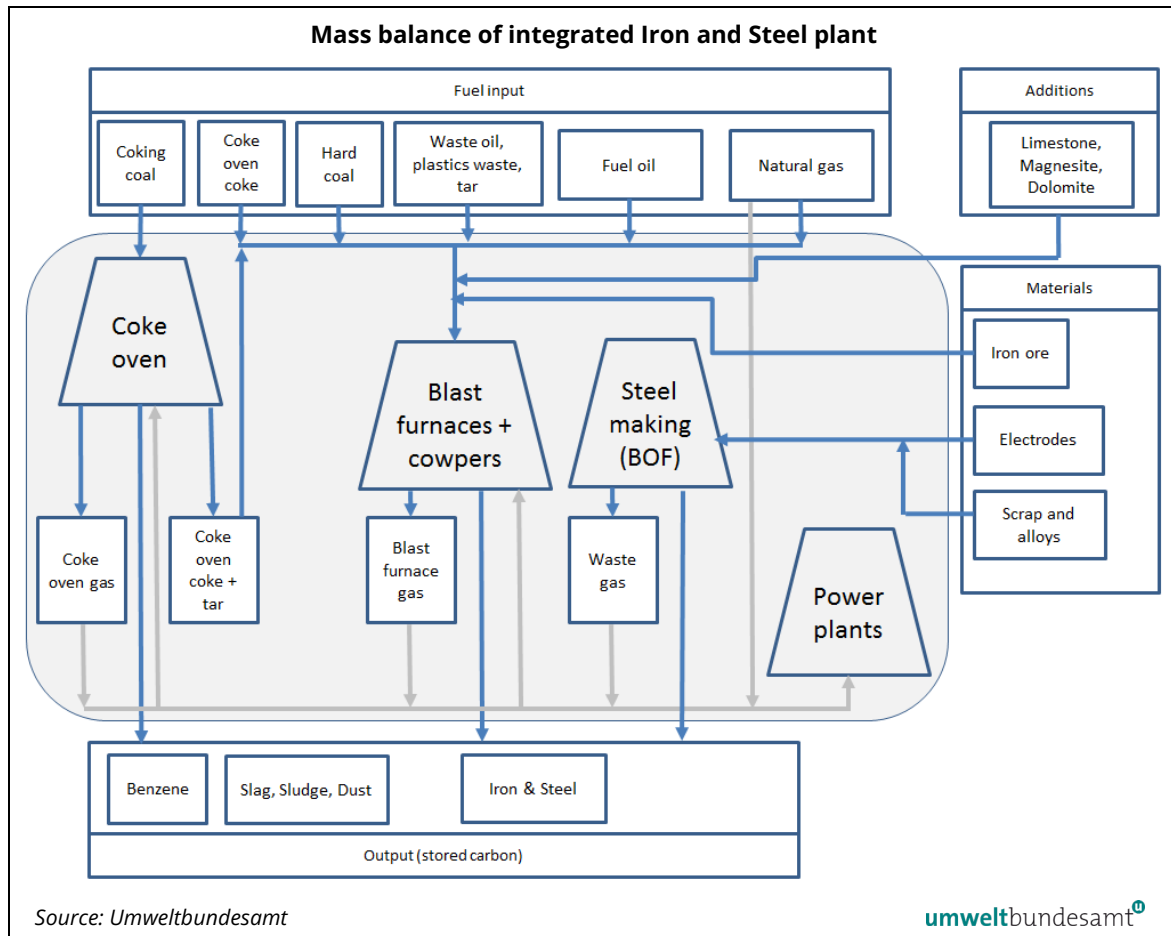 Mass balance of integrated Iron and Steel plant
Fuel input
Additions
Coking
coal
Coke
oven
coke
Hard
coal
Waste oil,
plastics waste,
tar
Fuel oil
Natural gas
Limestone,
Magnesite,
Dolomite
Materials
Iron ore
Electrodes
Scrap and
alloys
Coke
oven
Blast
furnaces +
cowpers
Steel
making
(BOF)
Coke
oven gas
Coke
oven
coke +
tar
Blast
furnace
gas
Waste
gas
Power
plants
Benzene
Slag, Sludge, Dust
Iron & Steel
Output (stored carbon)
Source: Umweltbundesamt
umweltbundesamt
u